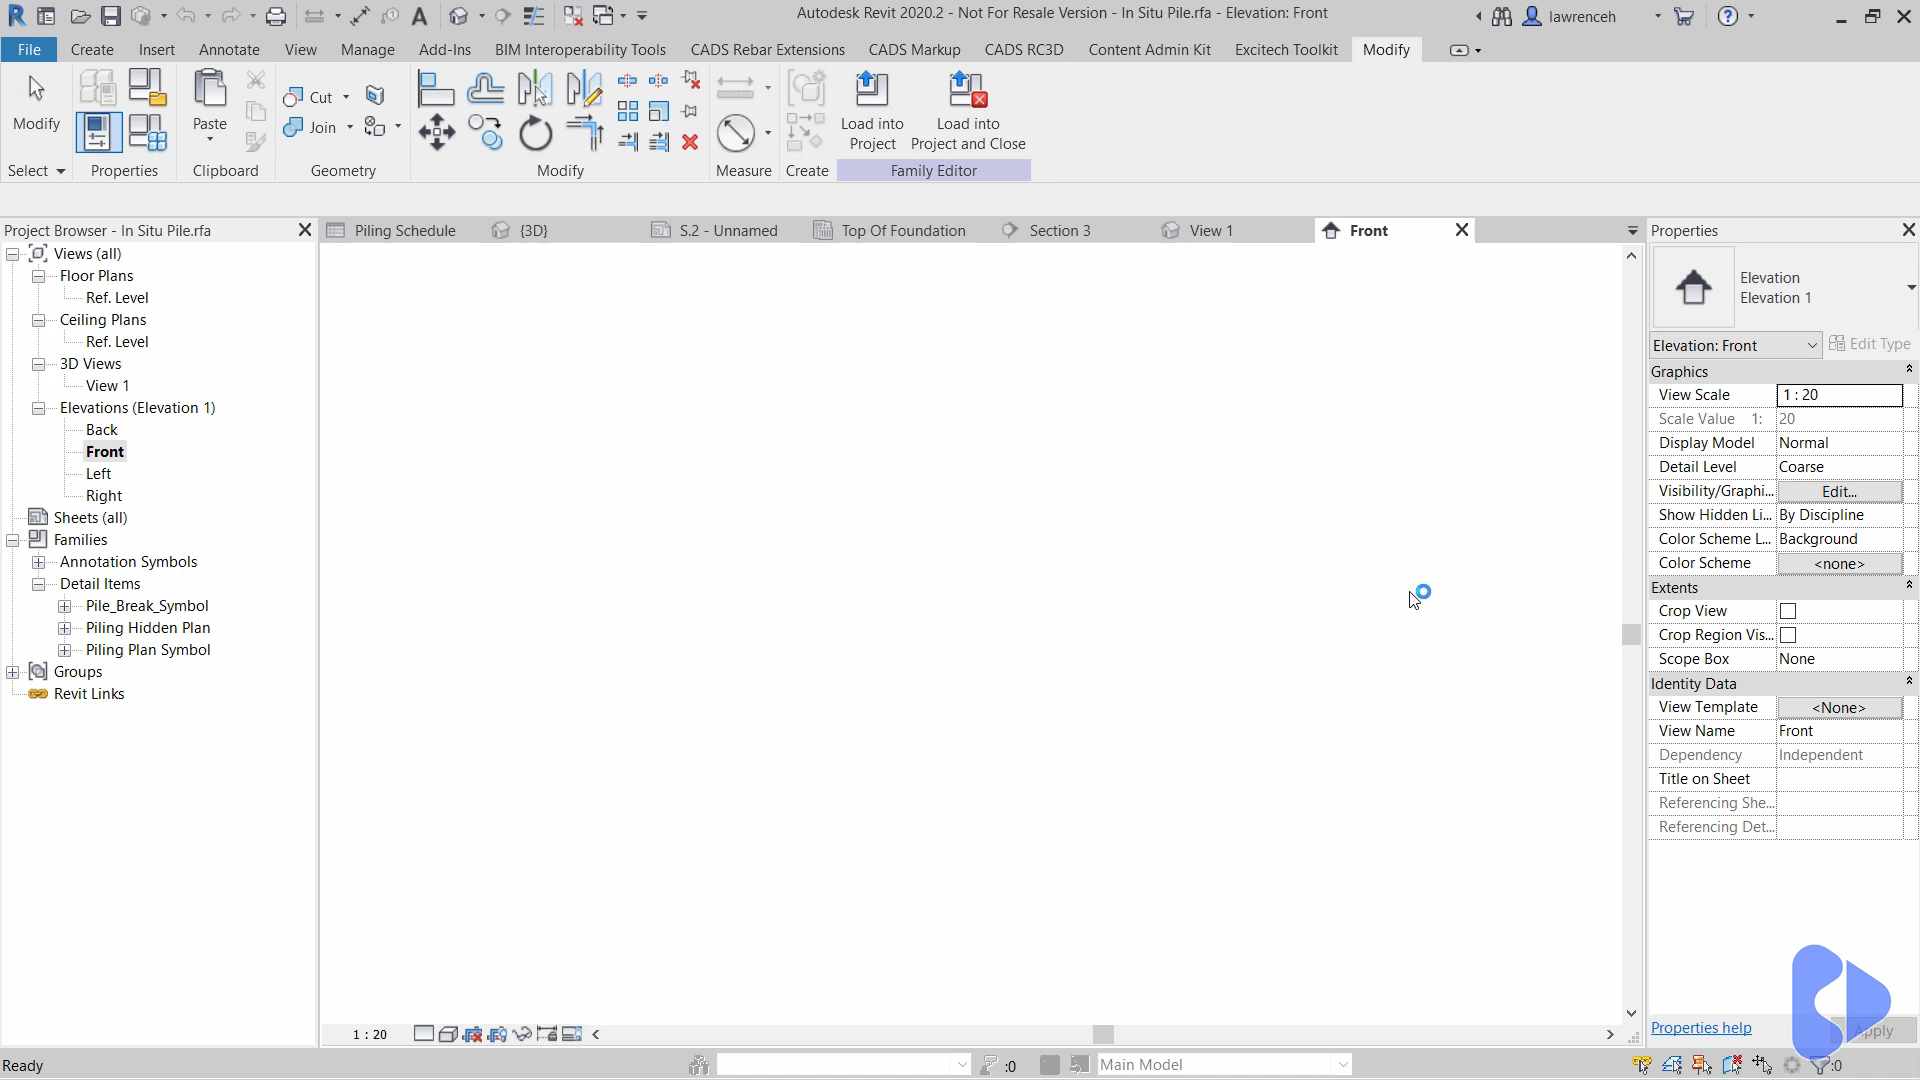 Autodesk Revit 2020.2 - Not For Resale Version - In Situ Pile.rfa - Elevation: Front
lawrenceh
File Create Insert Annotate View Manage Add-Ins BIM Interoperability Tools CADS Rebar Extensions CADS Markup CADS RC3D Content Admin Kit Excitech Toolkit Modify
Modify
Paste
Cut
Join
Load into Project
Load into Project and Close
Select Properties Clipboard Geometry Modify Measure Create Family Editor
Project Browser - In Situ Pile.rfa
Piling Schedule {3D} S.2 - Unnamed Top Of Foundation Section 3 View 1 Front
Views (all)
Floor Plans
Ref. Level
Ceiling Plans
Ref. Level
3D Views
View 1
Elevations (Elevation 1)
Back
Front
Left
Right
Sheets (all)
Families
Annotation Symbols
Detail Items
Pile_Break_Symbol
Piling Hidden Plan
Piling Plan Symbol
Groups
Revit Links
Properties
Elevation
Elevation 1
Elevation: Front Edit Type
Graphics
View Scale 1 : 20
Scale Value 1: 20
Display Model Normal
Detail Level Coarse
Visibility/Graphi... Edit...
Show Hidden Li... By Discipline
Color Scheme L... Background
Color Scheme <none>
Extents
Crop View
Crop Region Vis...
Scope Box None
Identity Data
View Template <None>
View Name Front
Dependency Independent
Title on Sheet
Referencing She...
Referencing Det...
Properties help Apply
1 : 20
Ready :0 Main Model :0